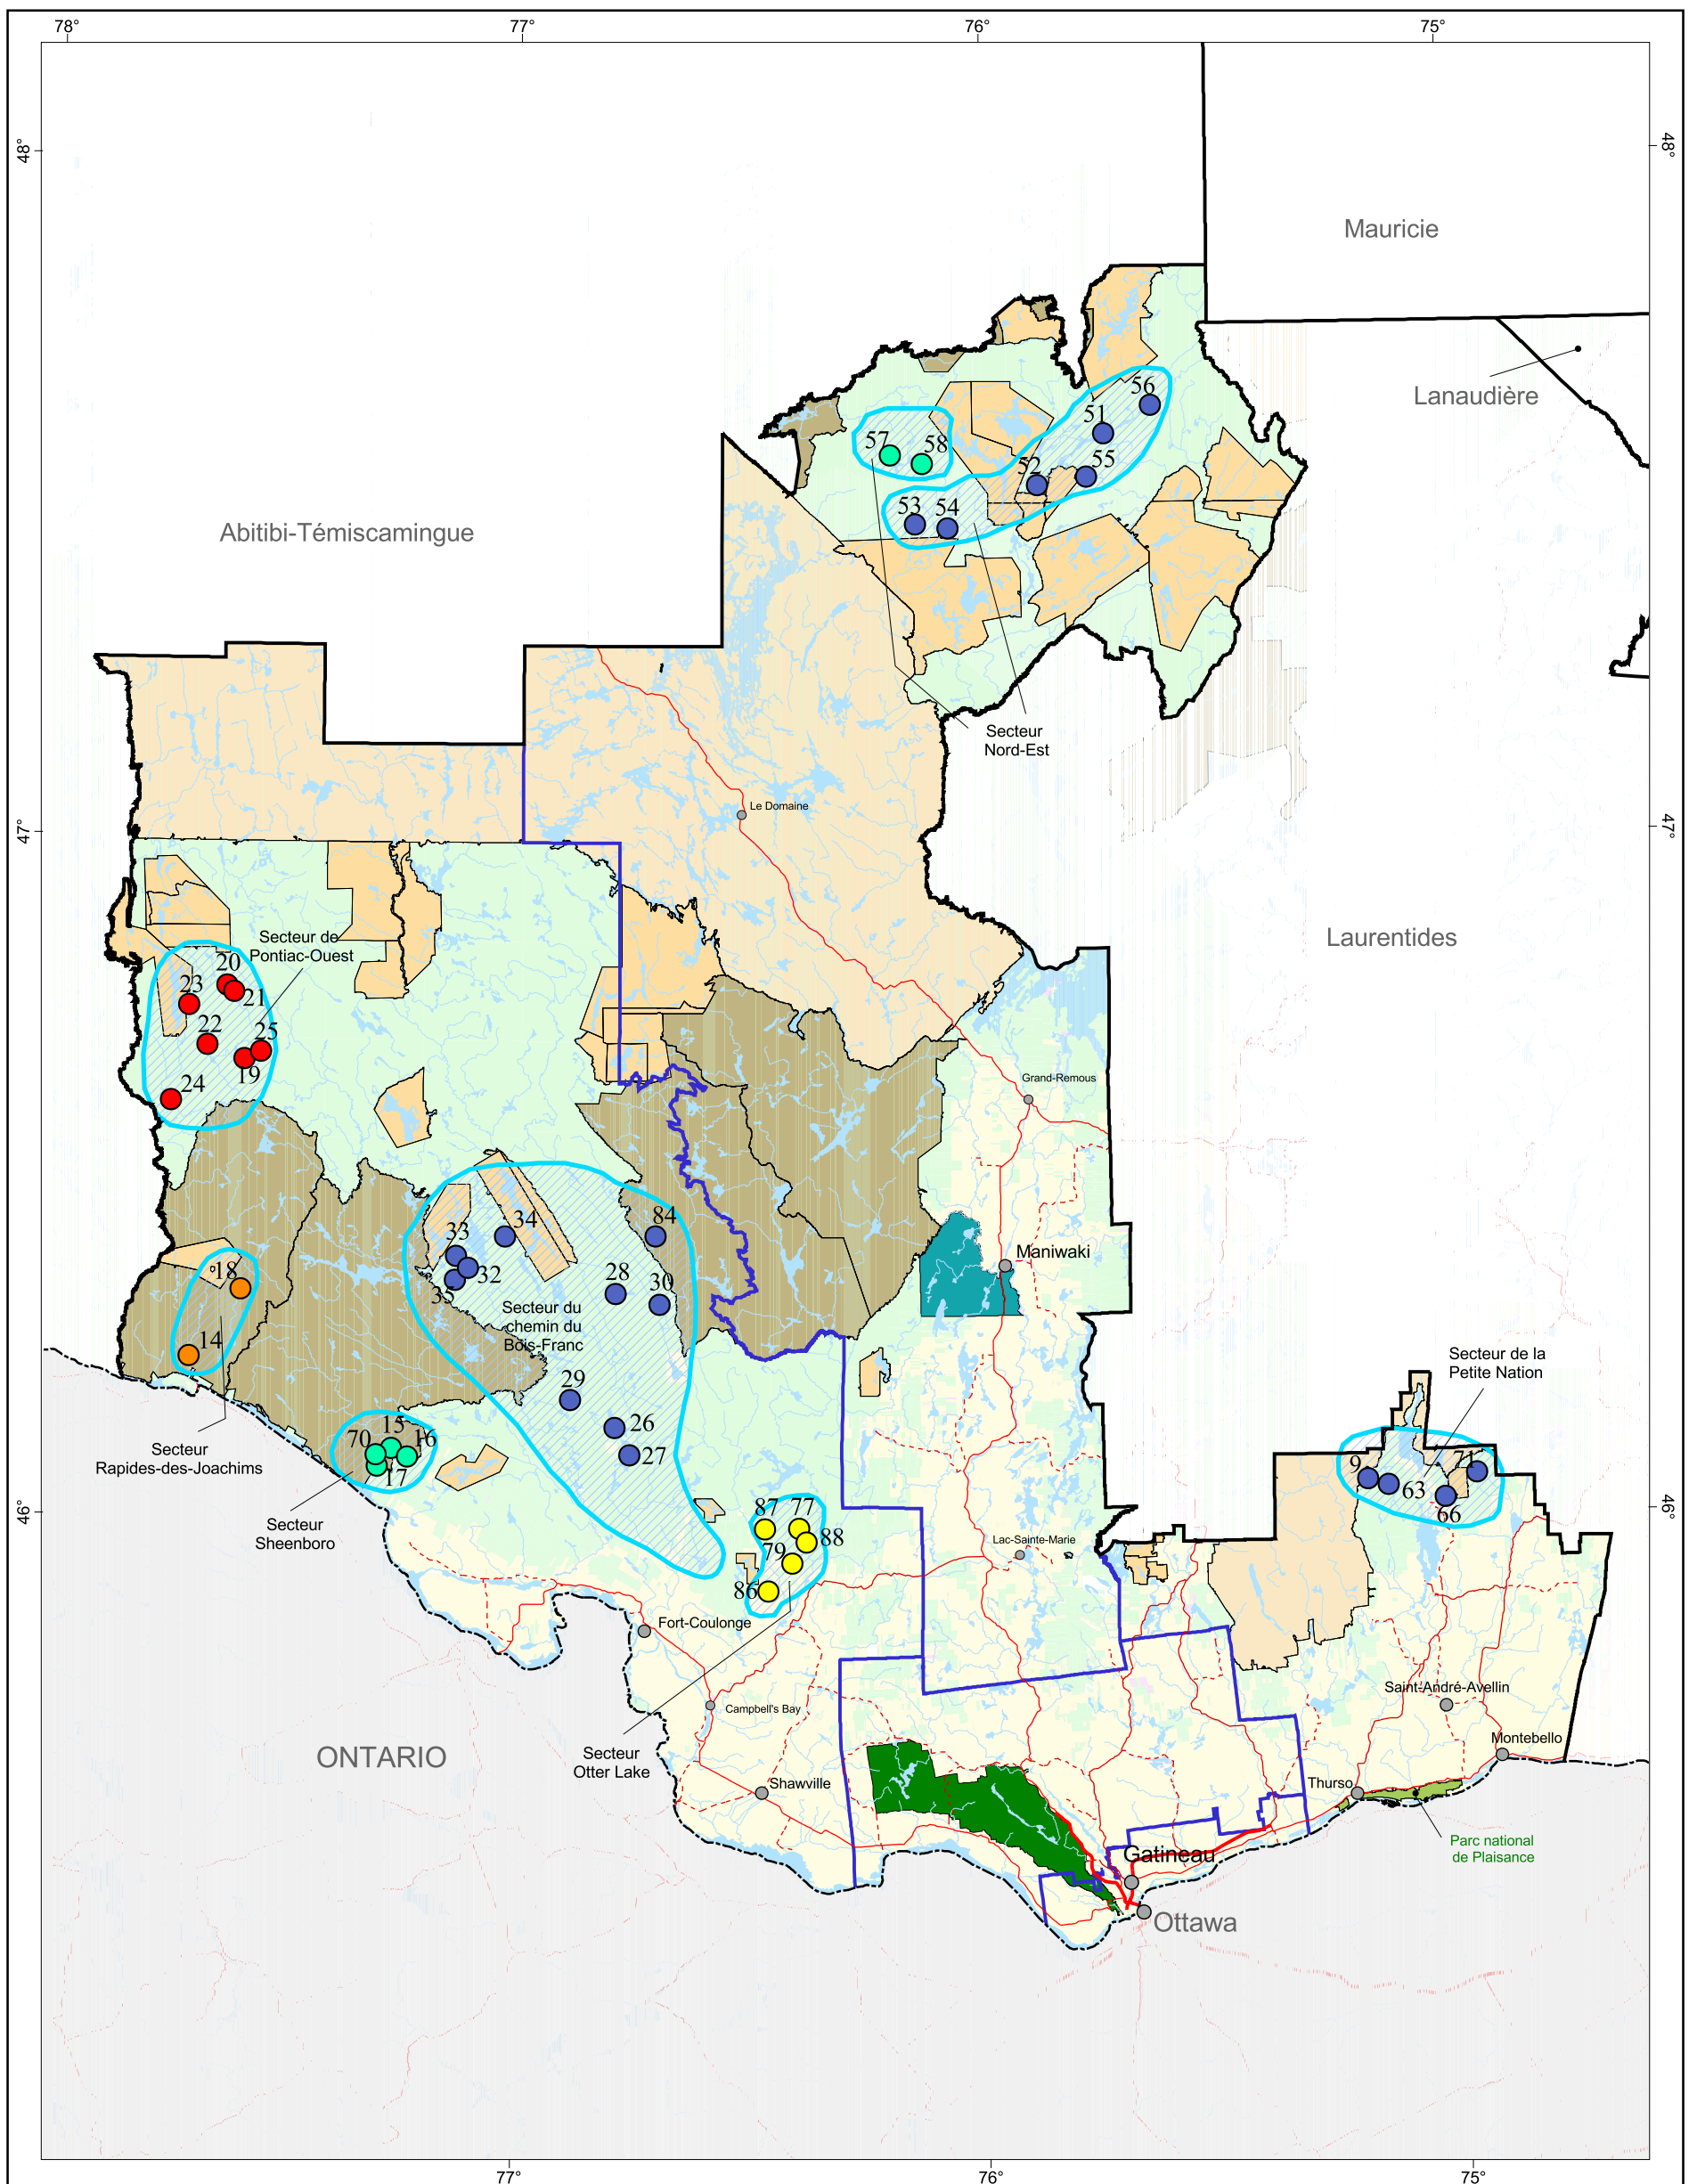 78°
77°
76°
75°
48°
48°
Mauricie
Lanaudière
56
51
57
58
55
52
53
54
Abitibi-Témiscamingue
Secteur
Nord-Est
Le Domaine
47°
47°
Laurentides
Secteur de
Pontiac-Ouest
20
23
21
22
25
19
24
Grand-Remous
Maniwaki
33
34
84
18
32
35
28
30
Secteur du
chemin du
Bois-Franc
14
29
Secteur de la
Petite Nation
26
27
15
70
16
17
Secteur
Rapides-des-Joachims
9
71
63
66
46°
46°
Secteur
Sheenboro
87
77
88
79
86
Lac-Sainte-Marie
Fort-Coulonge
Campbell's Bay
Saint-André-Avellin
Montebello
ONTARIO
Secteur
Otter Lake
Shawville
Thurso
Parc national
de Plaisance
Gatineau
Ottawa
77°
76°
75°